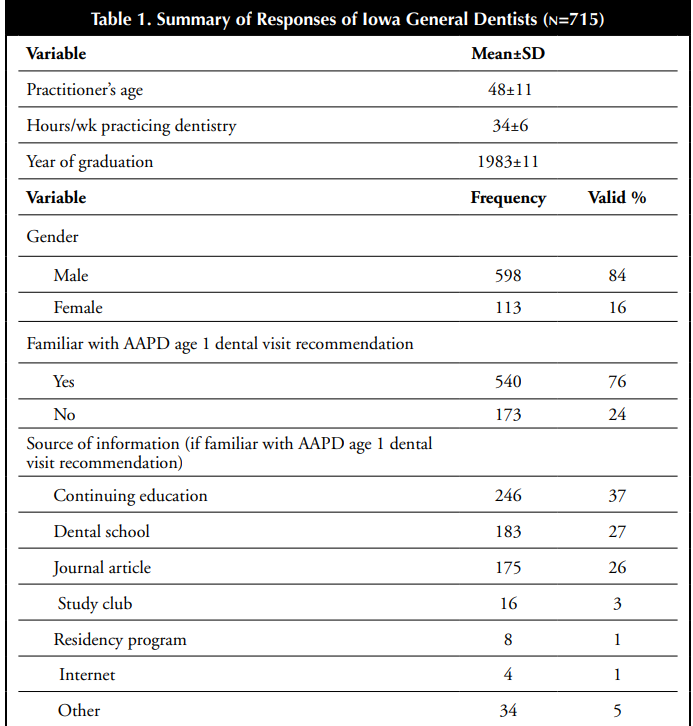 Table 1. Summary of Responses of Iowa General Dentists (N=715)
Variable Mean±SD
Practitioner’s age 48±11
Hours/wk practicing dentistry 34±6
Year of graduation 1983±11
Variable Frequency Valid %
Gender
Male 598 84
Female 113 16
Familiar with AAPD age 1 dental visit recommendation
Yes 540 76
No 173 24
Source of information (if familiar with AAPD age 1 dental
visit recommendation)
Continuing education 246 37
Dental school 183 27
Journal article 175 26
Study club 16 3
Residency program 8 1
Internet 4 1
Other 34 5